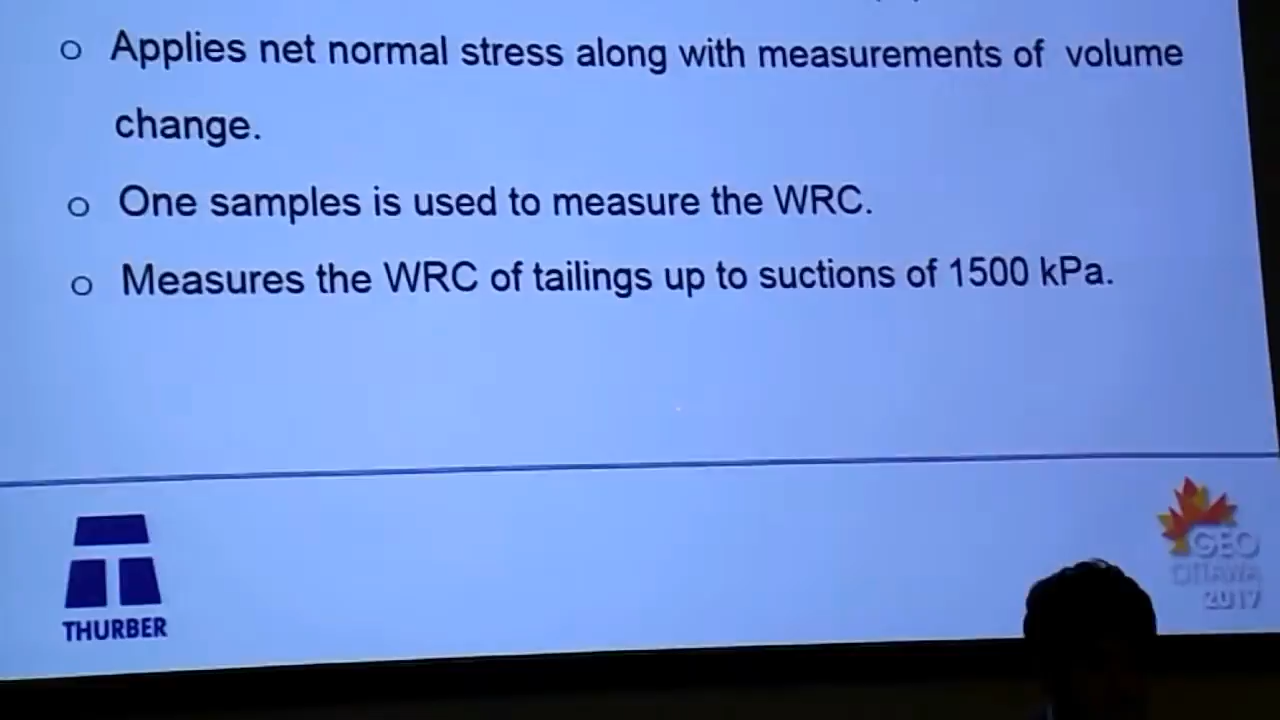 o Applies net normal stress along with measurements of volume
change.
o One samples is used to measure the WRC.
o Measures the WRC of tailings up to suctions of 1500 kPa.
THURBER
GEO
OTTAWA
2017